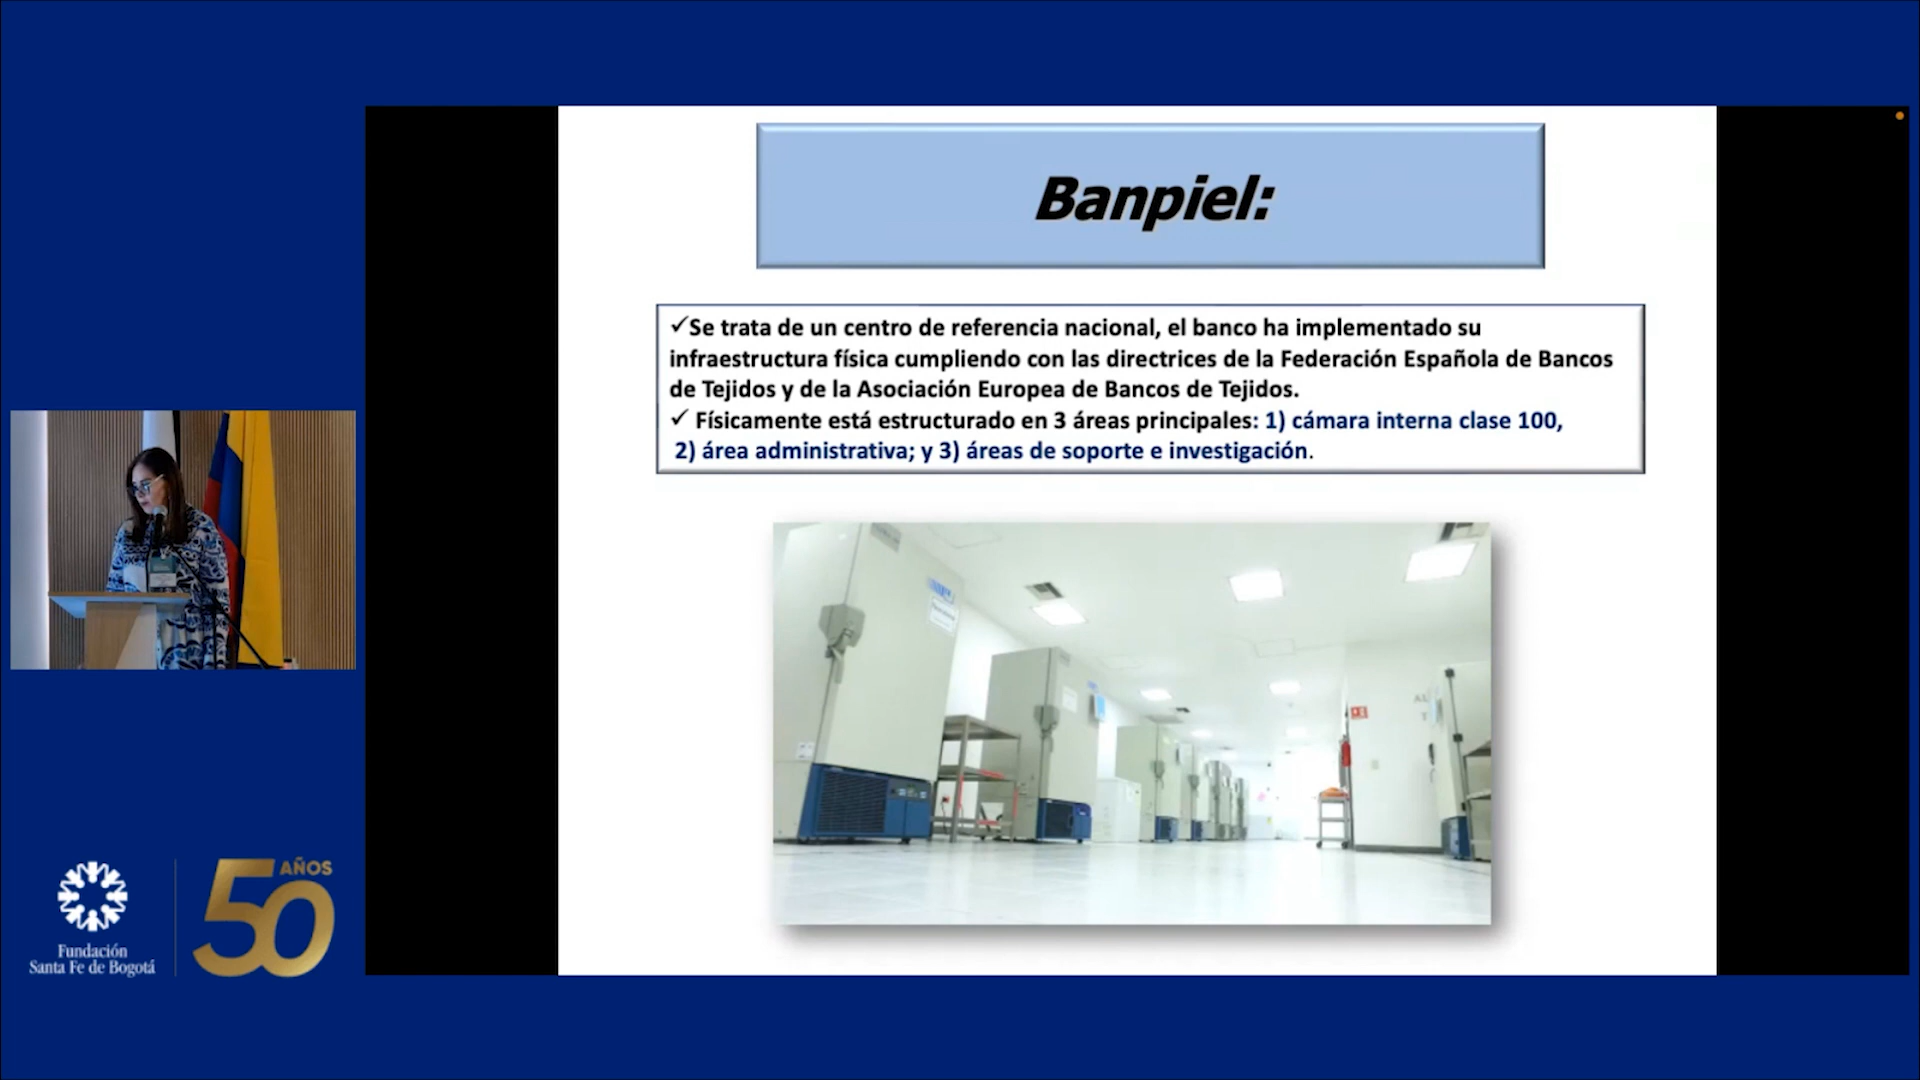 Banpiel:
✓Se trata de un centro de referencia nacional, el banco ha implementado su
infraestructura física cumpliendo con las directrices de la Federación Española de Bancos
de Tejidos y de la Asociación Europea de Bancos de Tejidos.
✓ Físicamente está estructurado en 3 áreas principales: 1) cámara interna clase 100,
2) área administrativa; y 3) áreas de soporte e investigación.
Fundación
Santa Fe de Bogotá
50 AÑOS